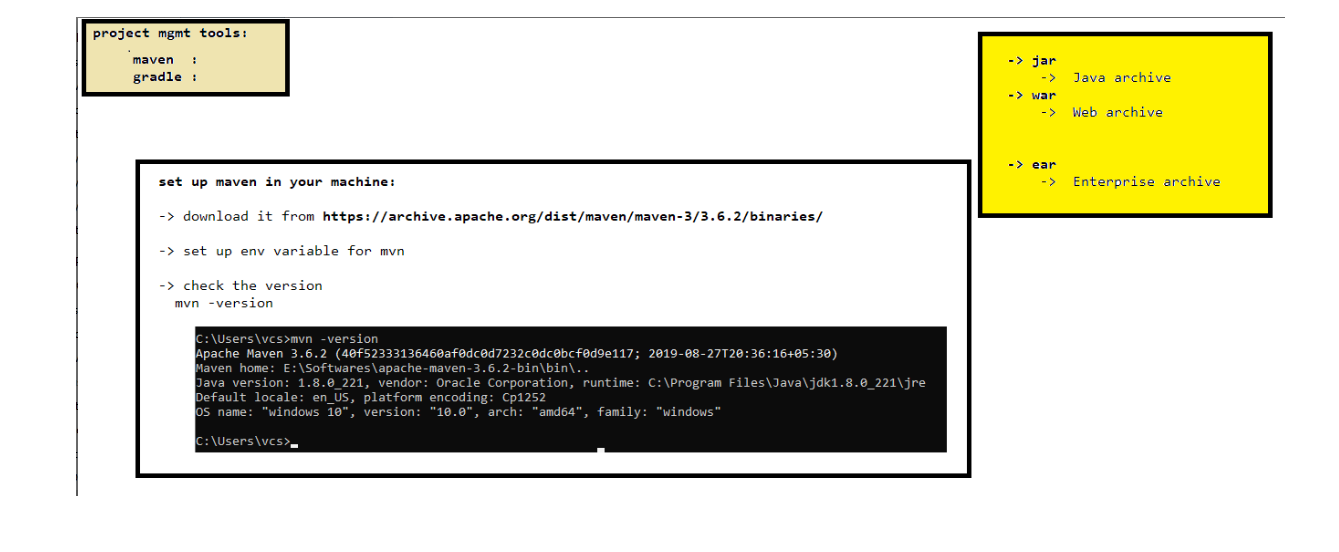 project mgmt tools:
maven :
gradle :
-> jar
-> Java archive
-> war
-> Web archive
-> ear
-> Enterprise archive
set up maven in your machine:
-> download it from https://archive.apache.org/dist/maven/maven-3/3.6.2/binaries/
-> set up env variable for mvn
-> check the version
mvn -version
C:\Users\vcs>mvn -version
Apache Maven 3.6.2 (40f52333136460af0dc0d7232c0dc0bcf0d9e117; 2019-08-27T20:36:16+05:30)
Maven home: E:\Softwares\apache-maven-3.6.2-bin\bin\..
Java version: 1.8.0_221, vendor: Oracle Corporation, runtime: C:\Program Files\Java\jdk1.8.0_221\jre
Default locale: en_US, platform encoding: Cp1252
OS name: "windows 10", version: "10.0", arch: "amd64", family: "windows"
C:\Users\vcs>